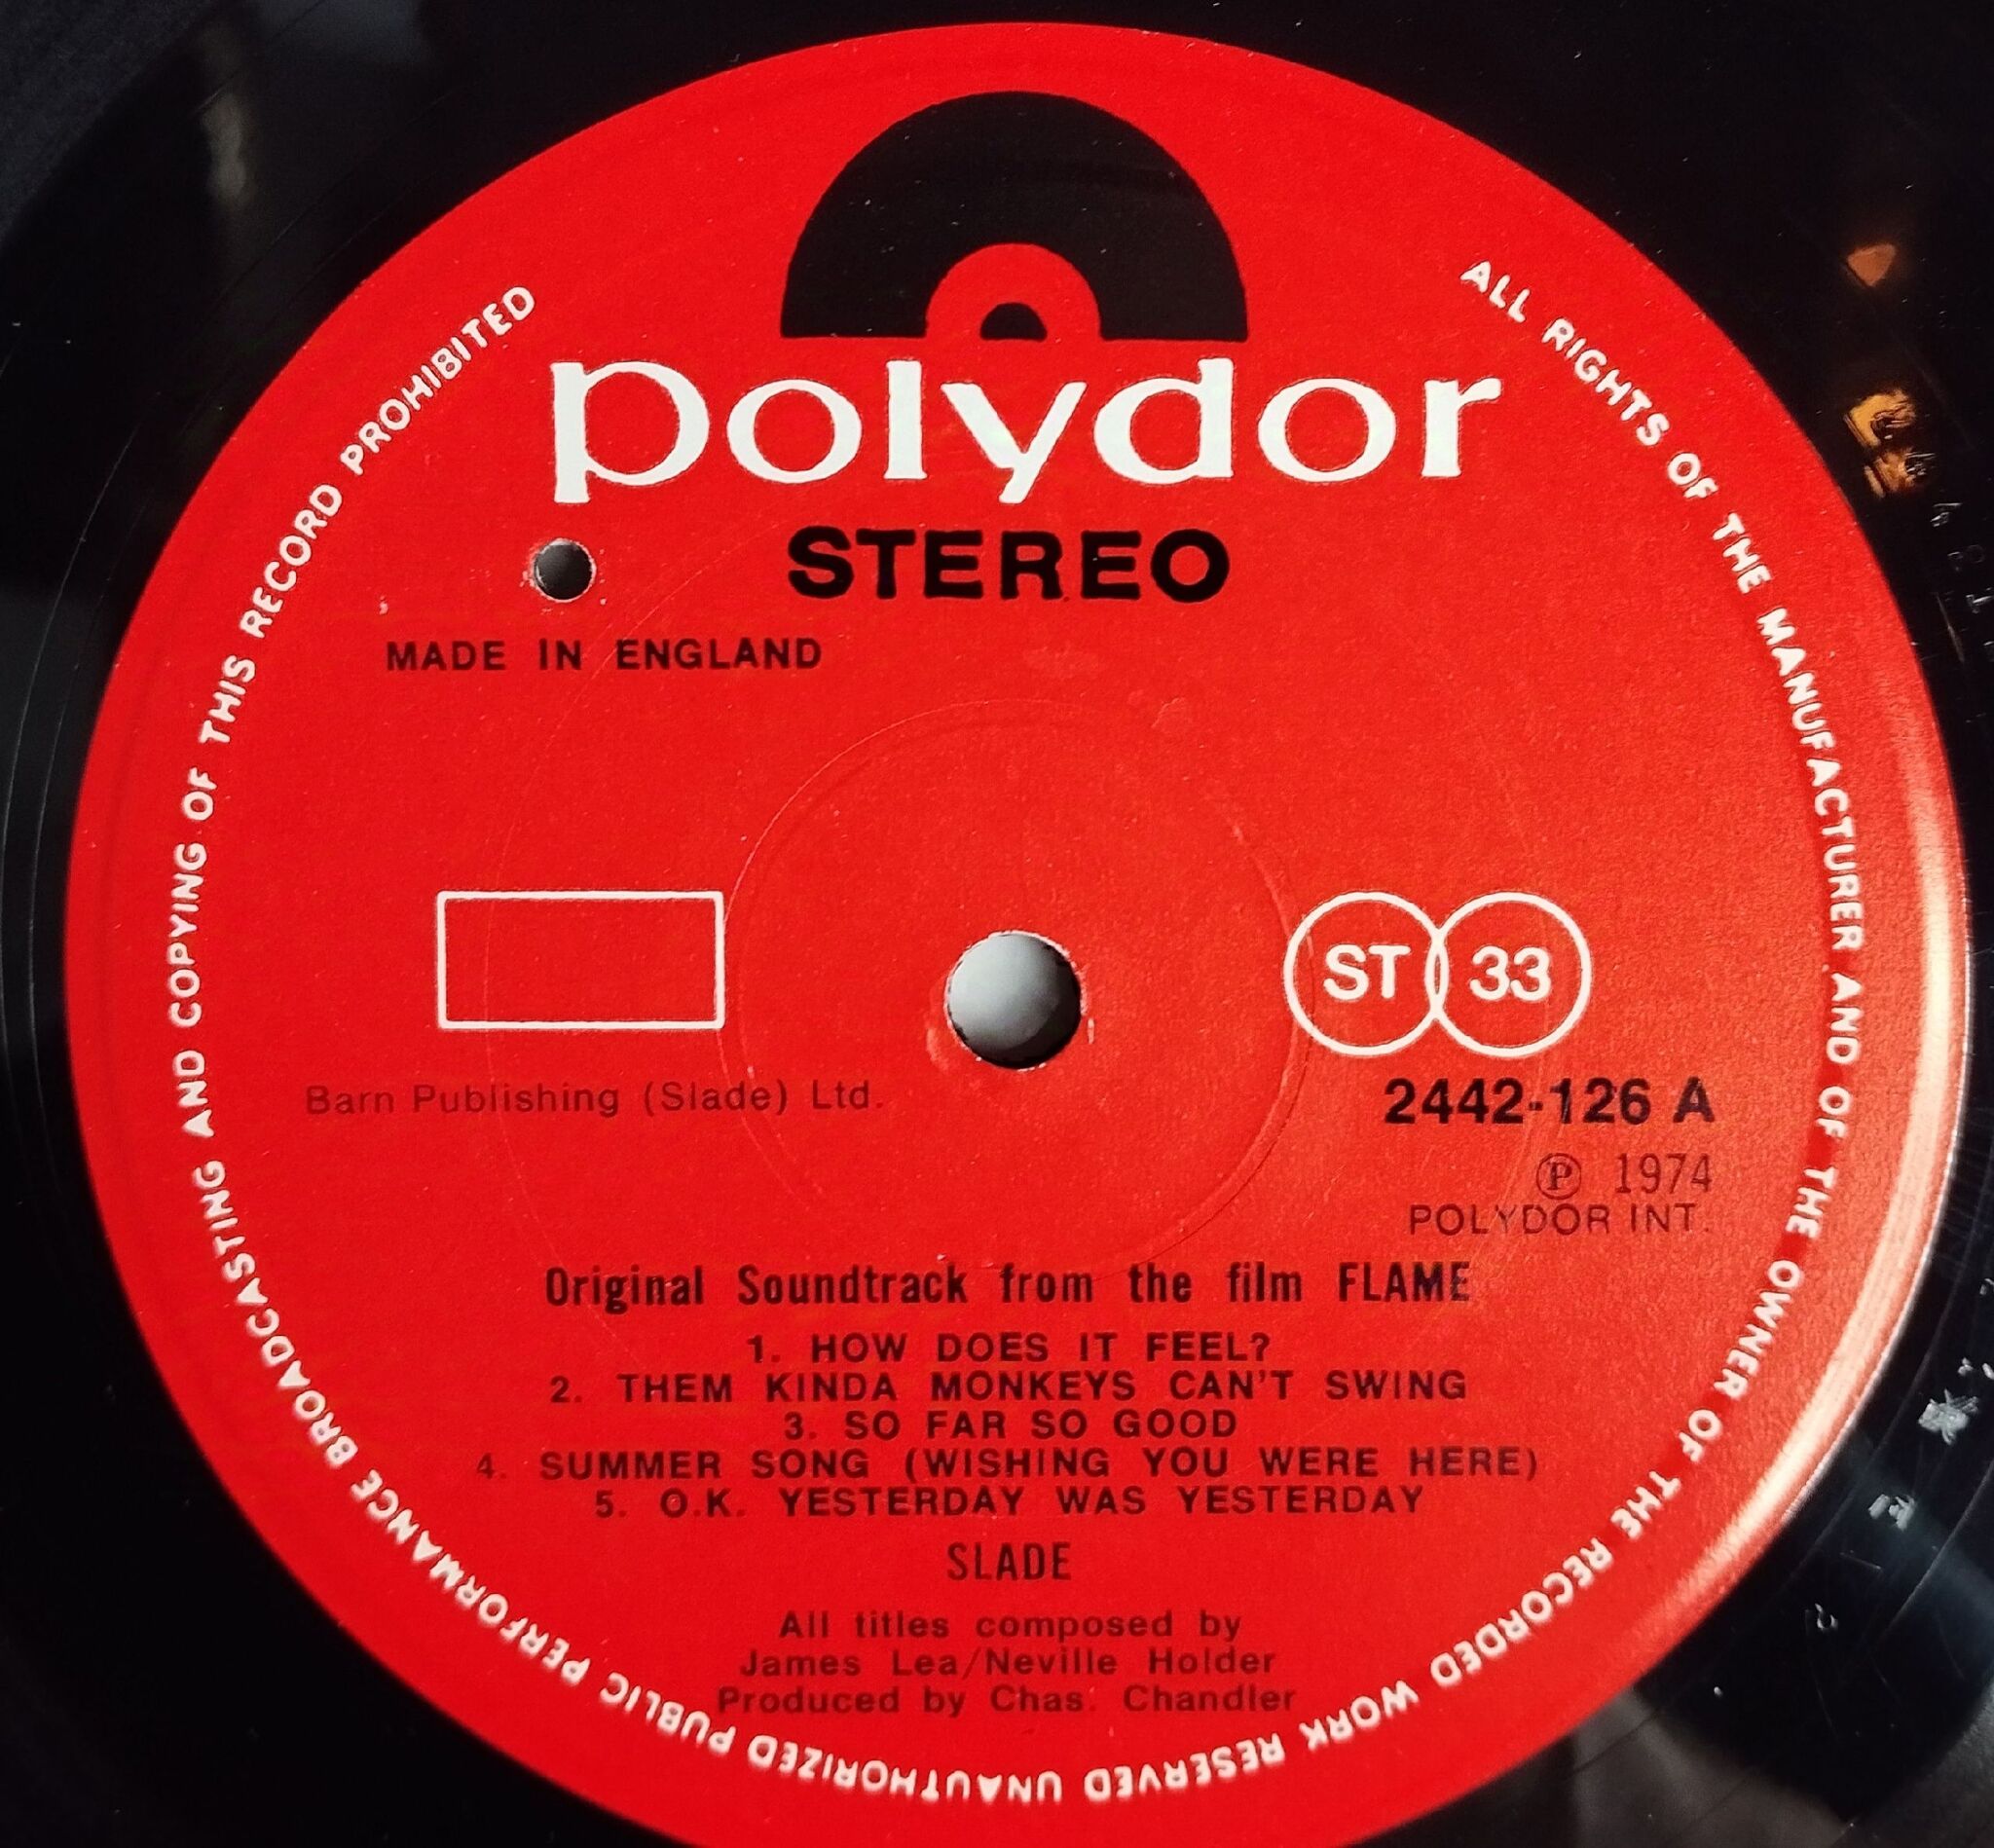 polydor
STEREO
MADE IN ENGLAND
ST 33
Barn Publishing (Slade) Ltd.
2442-126 A
Ⓟ 1974
POLYDOR INT.
Original Soundtrack from the film FLAME
1. HOW DOES IT FEEL?
2. THEM KINDA MONKEYS CAN'T SWING
3. SO FAR SO GOOD
4. SUMMER SONG (WISHING YOU WERE HERE)
5. O.K. YESTERDAY WAS YESTERDAY
SLADE
All titles composed by
James Lea/Neville Holder
Produced by Chas. Chandler
ALL RIGHTS OF THE MANUFACTURER AND OF THE OWNER OF THE RECORDED WORK RESERVED UNAUTHORIZED PUBLIC PERFORMANCE BROADCASTING AND COPYING OF THIS RECORD PROHIBITED